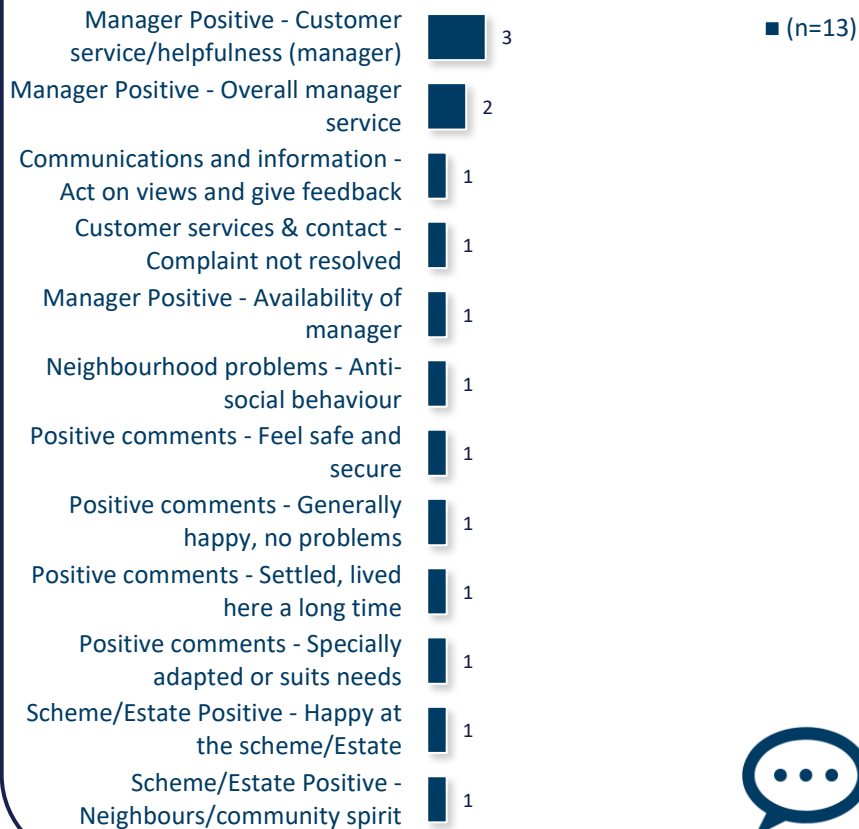 Manager Positive - Customer
service/helpfulness (manager)
3
(n=13)
Manager Positive - Overall manager
service
2
Communications and information -
Act on views and give feedback
1
Customer services & contact -
Complaint not resolved
1
Manager Positive - Availability of
manager
1
Neighbourhood problems - Anti-
social behaviour
1
Positive comments - Feel safe and
secure
1
Positive comments - Generally
happy, no problems
1
Positive comments - Settled, lived
here a long time
1
Positive comments - Specially
adapted or suits needs
1
Scheme/Estate Positive - Happy at
the scheme/Estate
1
Scheme/Estate Positive -
Neighbours/community spirit
1